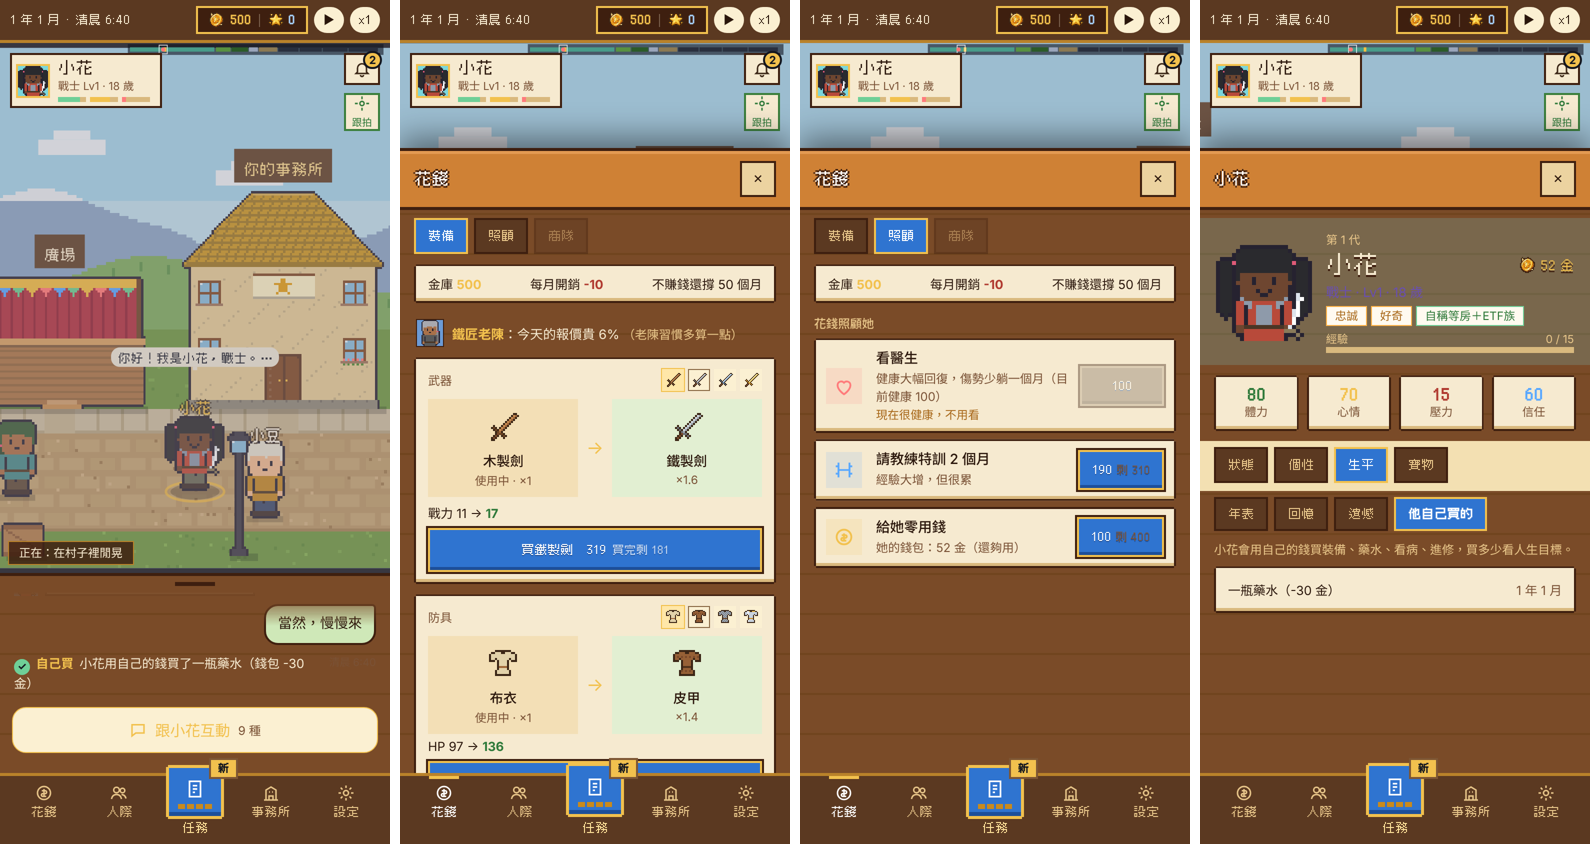 1 年 1 月 · 清晨 6:40
500 | 0
x1
小花
戰士 Lv1 · 18 歲
2
跟拍
你的事務所
廣場
你好！我是小花，戰士。…
小花
小豆
正在：在村子裡閒晃
當然，慢慢來
自己買 小花用自己的錢買了一瓶藥水（錢包 -30
金）
跟小花互動 9 種
新
花錢
人際
任務
事務所
設定
1 年 1 月 · 清晨 6:40
500 | 0
x1
小花
戰士 Lv1 · 18 歲
2
跟拍
花錢
×
裝備
照顧
商隊
金庫 500
每月開銷 -10
不賺錢還撐 50 個月
鐵匠老陳：今天的報價貴 6% （老陳習慣多算一點）
武器
木製劍
使用中 · ×1
→
鐵製劍
×1.6
戰力 11 → 17
買鐵製劍 319 買完剩 181
防具
布衣
使用中 · ×1
→
皮甲
×1.4
HP 97 → 136
新
花錢
人際
任務
事務所
設定
1 年 1 月 · 清晨 6:40
500 | 0
x1
小花
戰士 Lv1 · 18 歲
2
跟拍
花錢
×
裝備
照顧
商隊
金庫 500
每月開銷 -10
不賺錢還撐 50 個月
花錢照顧她
看醫生
健康大幅回復，傷勢少躺一個月（目
前健康 100）
現在很健康，不用看
100
請教練特訓 2 個月
經驗大增，但很累
190 剩 310
給她零用錢
她的錢包：52 金（還夠用）
100 剩 400
新
花錢
人際
任務
事務所
設定
1 年 1 月 · 清晨 6:40
500 | 0
x1
小花
戰士 Lv1 · 18 歲
2
跟拍
小花
×
第 1 代
小花
52 金
戰士 · Lv1 · 18 歲
忠誠
好奇
自稱等房+ETF族
經驗
0 / 15
80
體力
70
心情
15
壓力
60
信任
狀態
個性
生平
寶物
年表
回憶
遺憾
他自己買的
小花會用自己的錢買裝備、藥水、看病、進修，買多少看人生目標。
一瓶藥水（-30 金）
1 年 1 月
新
花錢
人際
任務
事務所
設定